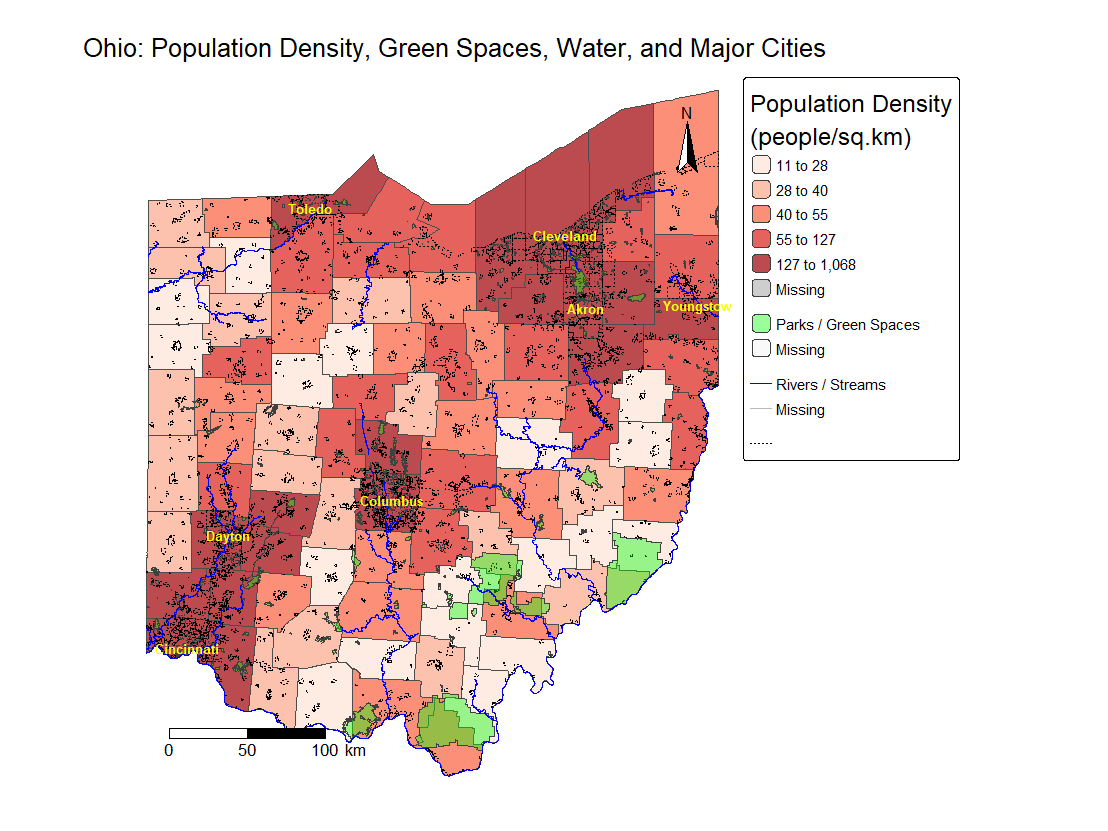 Ohio: Population Density, Green Spaces, Water, and Major Cities
N
Population Density
(people/sq.km)
11 to 28
28 to 40
40 to 55
55 to 127
127 to 1,068
Missing
Parks / Green Spaces
Missing
Rivers / Streams
Missing
Toledo
Cleveland
Akron
Youngstow
Columbus
Dayton
Cincinnati
0 50 100 km